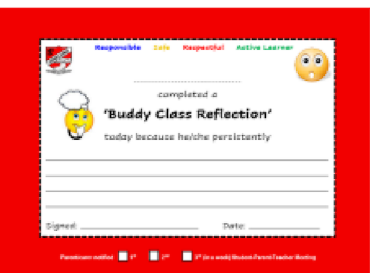 Responsible Safe Respectful Active Learner
completed a
‘Buddy Class Reflection’
today because he/she persistently
Signed: Date:
Parent/carer notified 1st 2nd 3rd (in a week) Student-Parent-Teacher Meeting